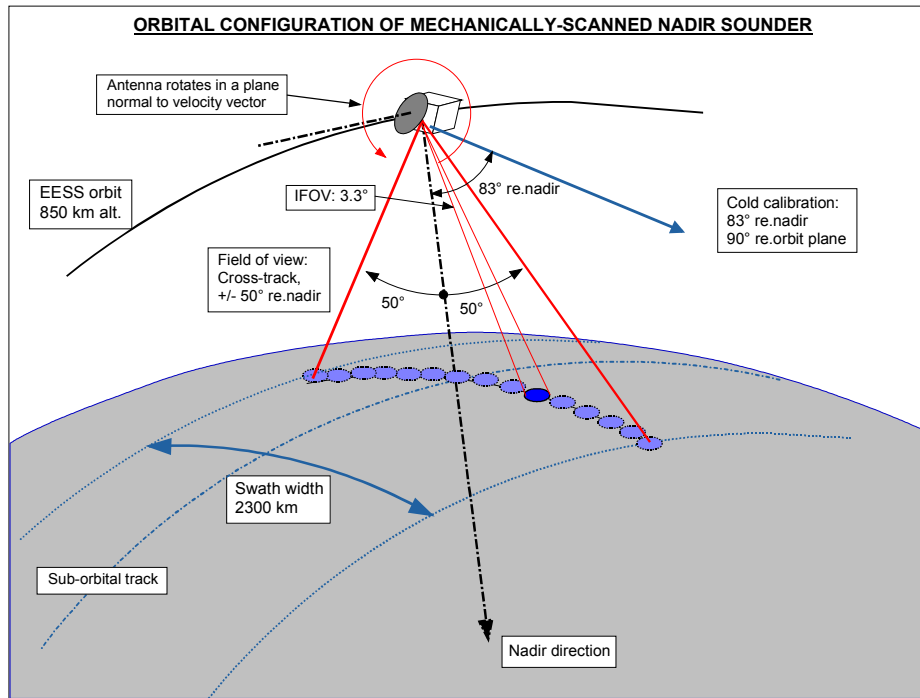 ORBITAL CONFIGURATION OF MECHANICALLY-SCANNED NADIR SOUNDER
Antenna rotates in a plane
normal to velocity vector
EESS orbit
850 km alt.
IFOV: 3.3°
83° re.nadir
Cold calibration:
83° re.nadir
90° re.orbit plane
Field of view:
Cross-track,
+/- 50° re.nadir
50°
50°
Swath width
2300 km
Sub-orbital track
Nadir direction